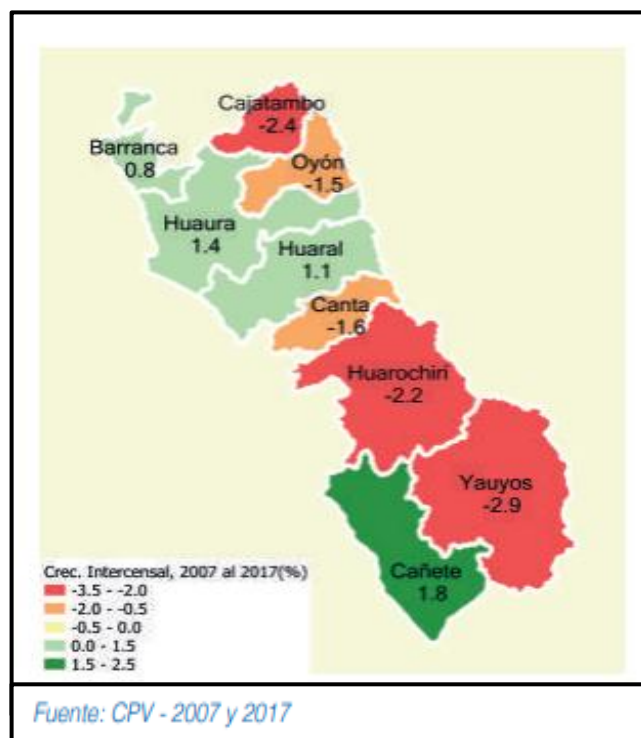 Cajatambo
-2.4
Barranca
0.8
Oyón
-1.5
Huaura
1.4
Huaral
1.1
Canta
-1.6
Huarochirí
-2.2
Yauyos
-2.9
Cañete
1.8
Crec. Intercensal, 2007 al 2017(%)
-3.5 - -2.0
-2.0 - -0.5
-0.5 - 0.0
0.0 - 1.5
1.5 - 2.5
Fuente: CPV - 2007 y 2017